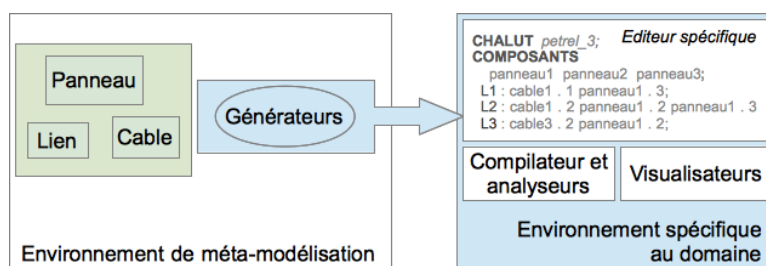 Panneau
Lien
Cable
Générateurs
Environnement de méta-modélisation
CHALUT petrel_3; Editeur spécifique
COMPOSANTS
panneau1 panneau2 panneau3;
L1 : cable1 . 1 panneau1 . 3;
L2 : cable1 . 2 panneau1 . 2 panneau1 . 3
L3 : cable3 . 2 panneau1 . 2;
Compilateur et
analyseurs
Visualisateurs
Environnement spécifique
au domaine